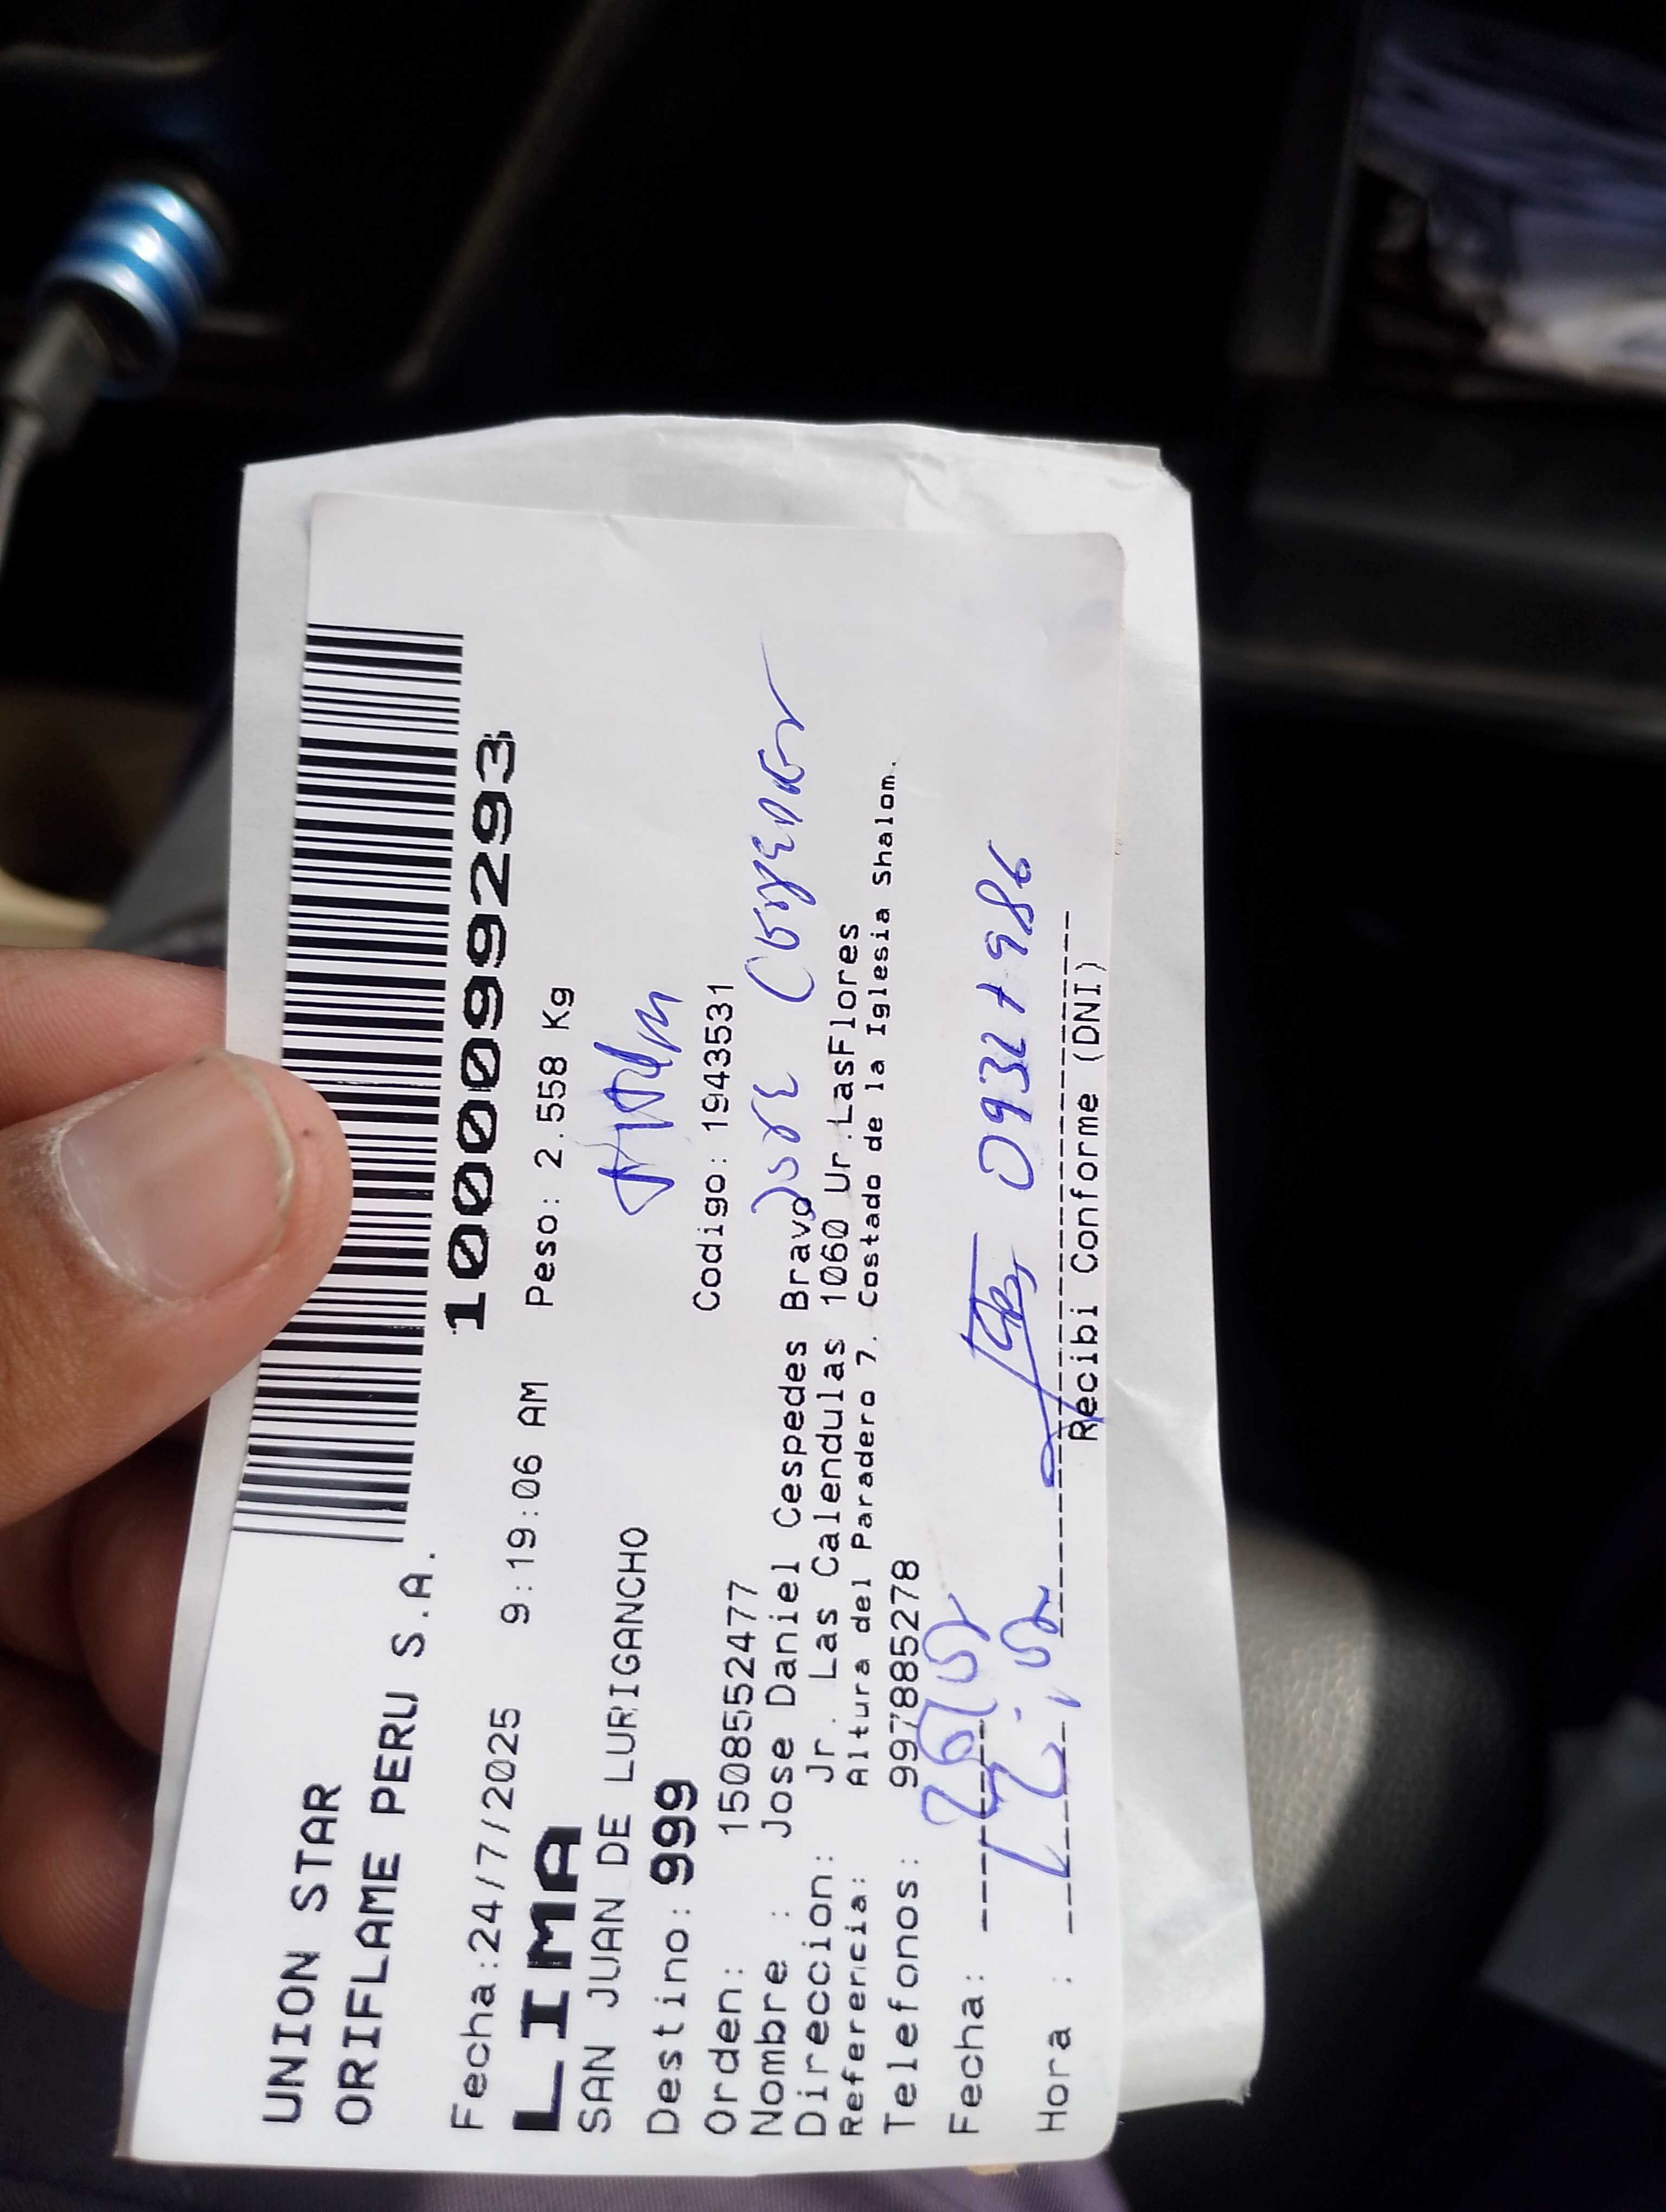 UNION STAR
ORIFLAME PERU S.A.
1000099293
Fecha:24/7/2025 9:19:06 AM Peso: 2.558 Kg
LIMA
SAN JUAN DE LURIGANCHO
Destino: 999
Orden: 1508552477 Codigo: 1943531
Nombre : Jose Daniel Cespedes Bravo
Direccion: Jr. Las Calendulas 1060 Ur.LasFlores
Referencia: Altura del Paradero 7. Costado de la Iglesia Shalom.
Telefonos: 997885278
Fecha:
Hora :
Recibi Conforme (DNI)